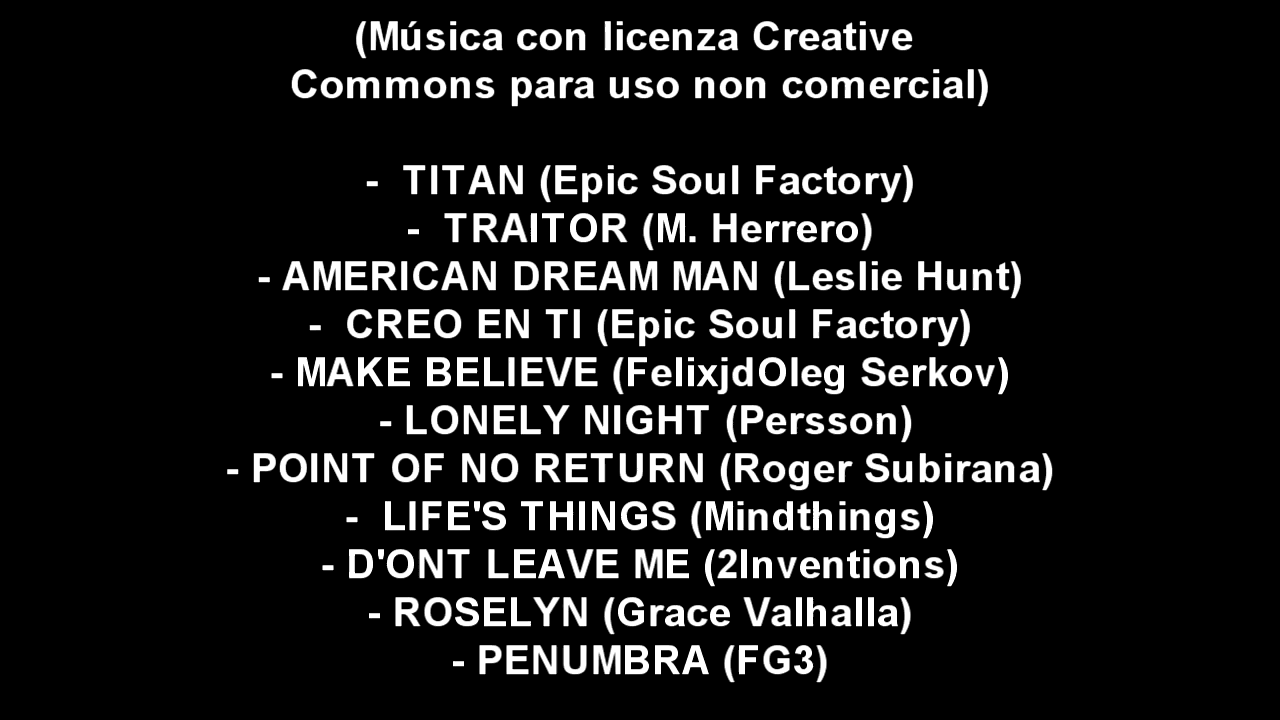 (Música con licenza Creative
Commons para uso non comercial)
- TITAN (Epic Soul Factory)
- TRAITOR (M. Herrero)
- AMERICAN DREAM MAN (Leslie Hunt)
- CREO EN TI (Epic Soul Factory)
- MAKE BELIEVE (FelixjdOleg Serkov)
- LONELY NIGHT (Persson)
- POINT OF NO RETURN (Roger Subirana)
- LIFE'S THINGS (Mindthings)
- D'ONT LEAVE ME (2Inventions)
- ROSELYN (Grace Valhalla)
- PENUMBRA (FG3)